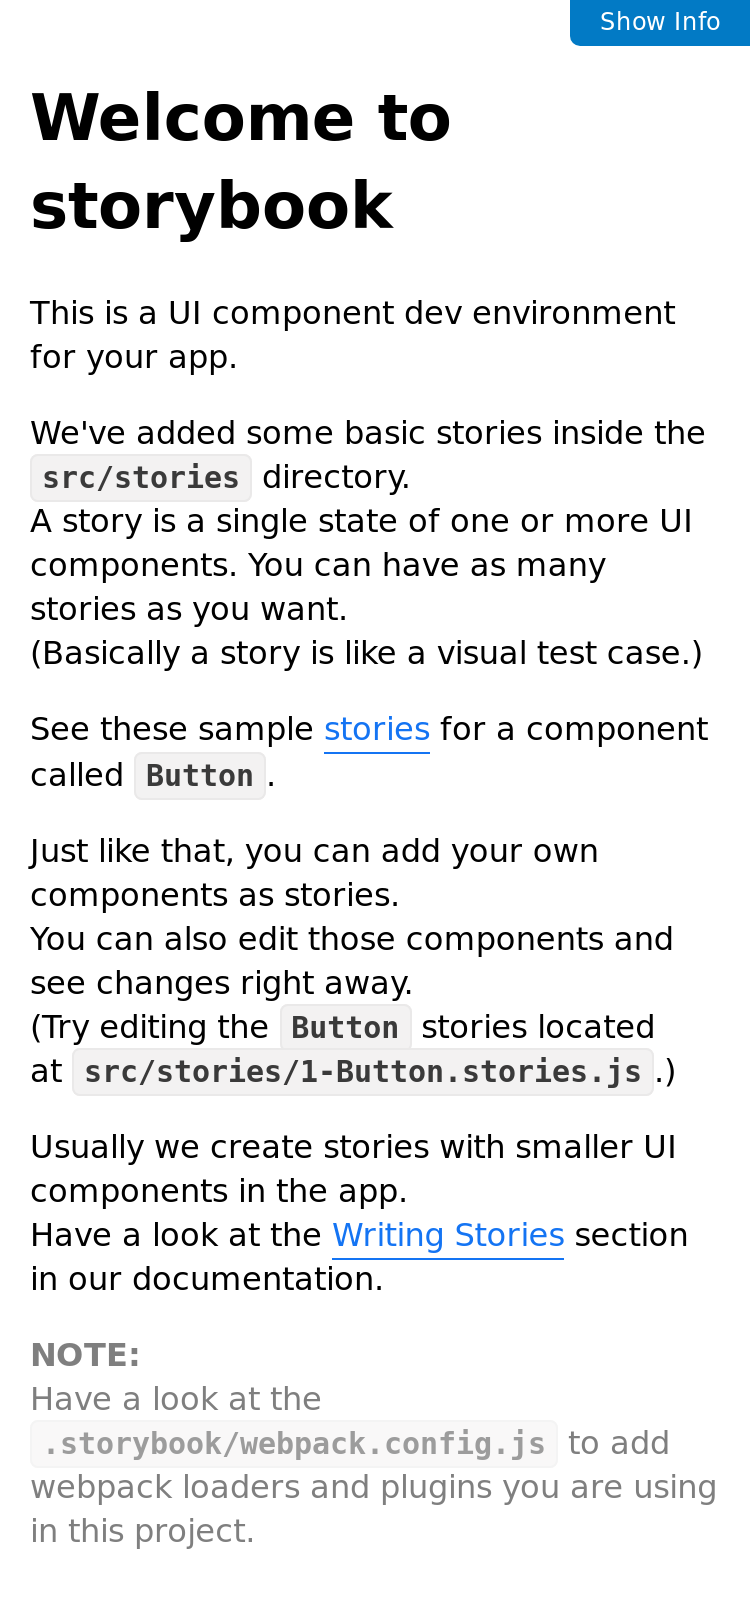 Show Info
Welcome to
storybook
This is a UI component dev environment
for your app.
We've added some basic stories inside the
src/stories directory.
A story is a single state of one or more UI
components. You can have as many
stories as you want.
(Basically a story is like a visual test case.)
See these sample stories for a component
called Button.
Just like that, you can add your own
components as stories.
You can also edit those components and
see changes right away.
(Try editing the Button stories located
at src/stories/1-Button.stories.js.)
Usually we create stories with smaller UI
components in the app.
Have a look at the Writing Stories section
in our documentation.
NOTE:
Have a look at the
.storybook/webpack.config.js to add
webpack loaders and plugins you are using
in this project.